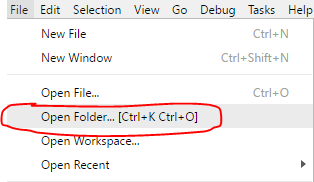 File Edit Selection View Go Debug Tasks Help
New File Ctrl+N
New Window Ctrl+Shift+N
Open File... Ctrl+O
Open Folder... [Ctrl+K Ctrl+O]
Open Workspace...
Open Recent